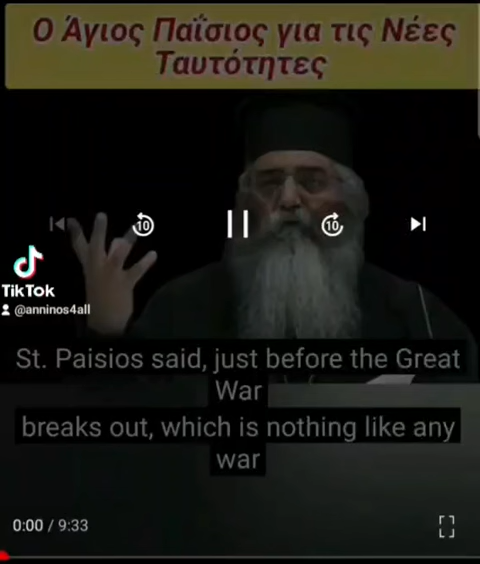 Ο Άγιος Παΐσιος για τις Νέες
Ταυτότητες
10
10
TikTok
@anninos4all
St. Paisios said, just before the Great
War
breaks out, which is nothing like any
war
0:00 / 9:33